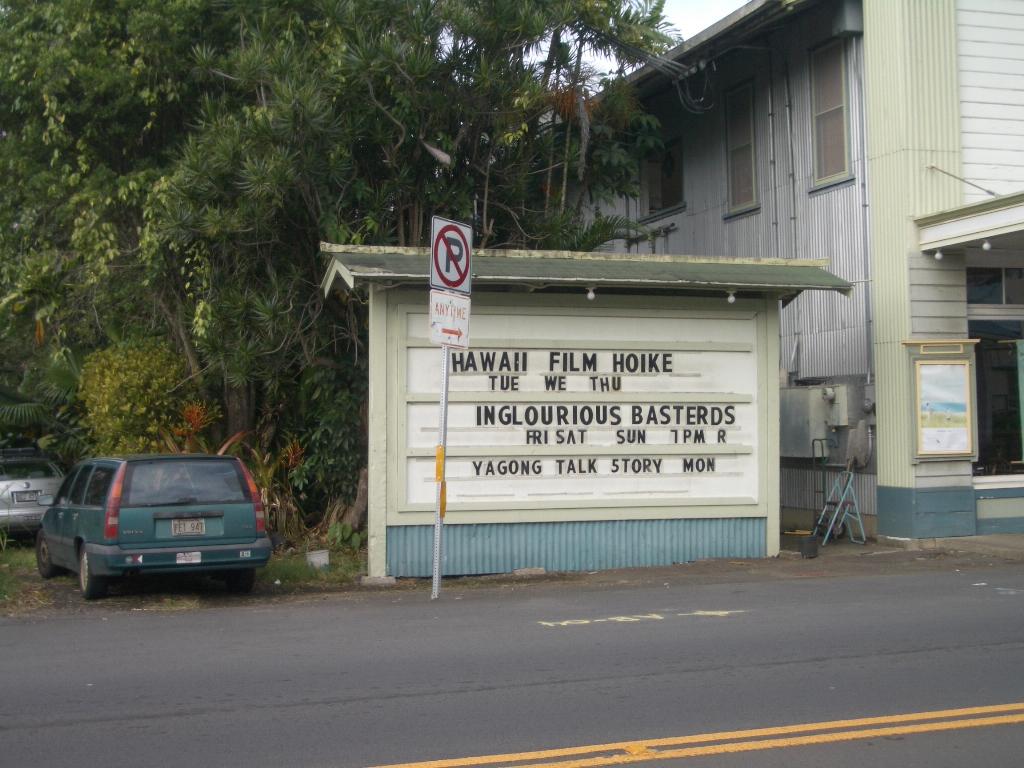 P
ANYTIME
HAWAII FILM HOIKE
TUE WE THU
INGLOURIOUS BASTERDS
FRI SAT SUN 7PM R
YAGONG TALK STORY MON